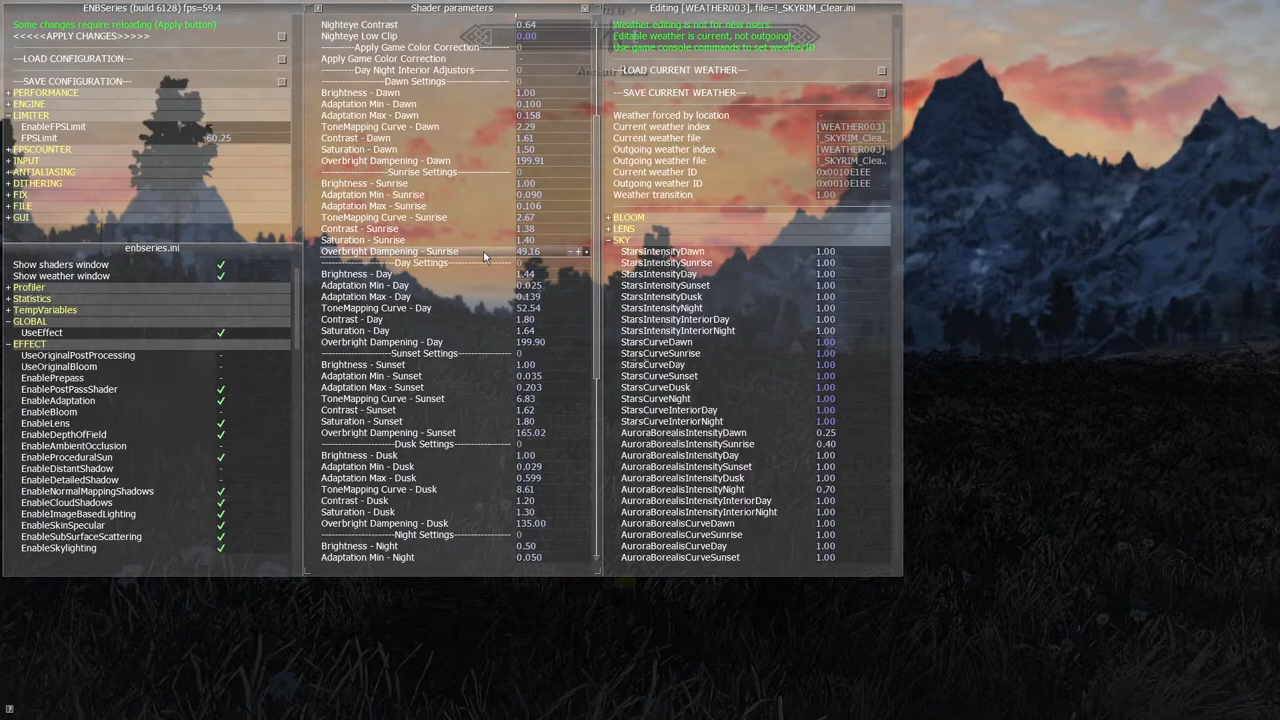 ENBSeries (build 6128) fps=59.4
Some changes require reloading (Apply button)
<<<<<APPLY CHANGES>>>>>
---LOAD CONFIGURATION---
---SAVE CONFIGURATION---
+ PERFORMANCE
+ ENGINE
− LIMITER
EnableFPSLimit
FPSLimit 60.25
+ FPSCOUNTER
+ INPUT
+ ANTIALIASING
+ DITHERING
+ FIX
+ FILE
+ GUI
enbseries.ini
Show shaders window
Show weather window
+ Profiler
+ Statistics
+ TempVariables
− GLOBAL
UseEffect
− EFFECT
UseOriginalPostProcessing -
UseOriginalBloom -
EnablePrepass -
EnablePostPassShader
EnableAdaptation
EnableBloom -
EnableLens
EnableDepthOfField
EnableAmbientOcclusion -
EnableProceduralSun
EnableDistantShadow -
EnableDetailedShadow -
EnableNormalMappingShadows
EnableCloudShadows
EnableImageBasedLighting
EnableSkinSpecular
EnableSubSurfaceScattering
EnableSkylighting
Shader parameters
Nighteye Contrast 0.64
Nighteye Low Clip 0.00
----------Apply Game Color Correction------- 0
Apply Game Color Correction -
----------Day Night Interior Adjustors--------- 0
-------------------Dawn Settings---------------- 0
Brightness - Dawn 1.00
Adaptation Min - Dawn 0.100
Adaptation Max - Dawn 0.158
ToneMapping Curve - Dawn 2.29
Contrast - Dawn 1.61
Saturation - Dawn 1.50
Overbright Dampening - Dawn 199.91
--------------------Sunrise Settings-------------- 0
Brightness - Sunrise 1.00
Adaptation Min - Sunrise 0.090
Adaptation Max - Sunrise 0.106
ToneMapping Curve - Sunrise 2.67
Contrast - Sunrise 1.38
Saturation - Sunrise 1.40
Overbright Dampening - Sunrise 49.16
----------------------Day Settings---------------- 0
Brightness - Day 1.44
Adaptation Min - Day 0.025
Adaptation Max - Day 0.139
ToneMapping Curve - Day 52.54
Contrast - Day 1.80
Saturation - Day 1.64
Overbright Dampening - Day 199.90
---------------------Sunset Settings-------------- 0
Brightness - Sunset 1.00
Adaptation Min - Sunset 0.035
Adaptation Max - Sunset 0.203
ToneMapping Curve - Sunset 6.83
Contrast - Sunset 1.62
Saturation - Sunset 1.80
Overbright Dampening - Sunset 165.02
----------------------Dusk Settings--------------- 0
Brightness - Dusk 1.00
Adaptation Min - Dusk 0.029
Adaptation Max - Dusk 0.599
ToneMapping Curve - Dusk 8.61
Contrast - Dusk 1.20
Saturation - Dusk 1.30
Overbright Dampening - Dusk 135.00
----------------------Night Settings--------------- 0
Brightness - Night 0.50
Adaptation Min - Night 0.050
Editing [WEATHER003], file=!_SKYRIM_Clear.ini
Weather editing is not for new users.
Editable weather is current, not outgoing!
Use game console commands to set weatherID
---LOAD CURRENT WEATHER---
---SAVE CURRENT WEATHER---
Weather forced by location -
Current weather index [WEATHER003]
Current weather file !_SKYRIM_Clea..
Outgoing weather index [WEATHER003]
Outgoing weather file !_SKYRIM_Clea..
Current weather ID 0x0010E1EE
Outgoing weather ID 0x0010E1EE
Weather transition 1.00
+ BLOOM
+ LENS
− SKY
StarsIntensityDawn 1.00
StarsIntensitySunrise 1.00
StarsIntensityDay 1.00
StarsIntensitySunset 1.00
StarsIntensityDusk 1.00
StarsIntensityNight 1.00
StarsIntensityInteriorDay 1.00
StarsIntensityInteriorNight 1.00
StarsCurveDawn 1.00
StarsCurveSunrise 1.00
StarsCurveDay 1.00
StarsCurveSunset 1.00
StarsCurveDusk 1.00
StarsCurveNight 1.00
StarsCurveInteriorDay 1.00
StarsCurveInteriorNight 1.00
AuroraBorealisIntensityDawn 0.25
AuroraBorealisIntensitySunrise 0.40
AuroraBorealisIntensityDay 1.00
AuroraBorealisIntensitySunset 1.00
AuroraBorealisIntensityDusk 1.00
AuroraBorealisIntensityNight 0.70
AuroraBorealisIntensityInteriorDay 1.00
AuroraBorealisIntensityInteriorNight 1.00
AuroraBorealisCurveDawn 1.00
AuroraBorealisCurveSunrise 1.00
AuroraBorealisCurveDay 1.00
AuroraBorealisCurveSunset 1.00